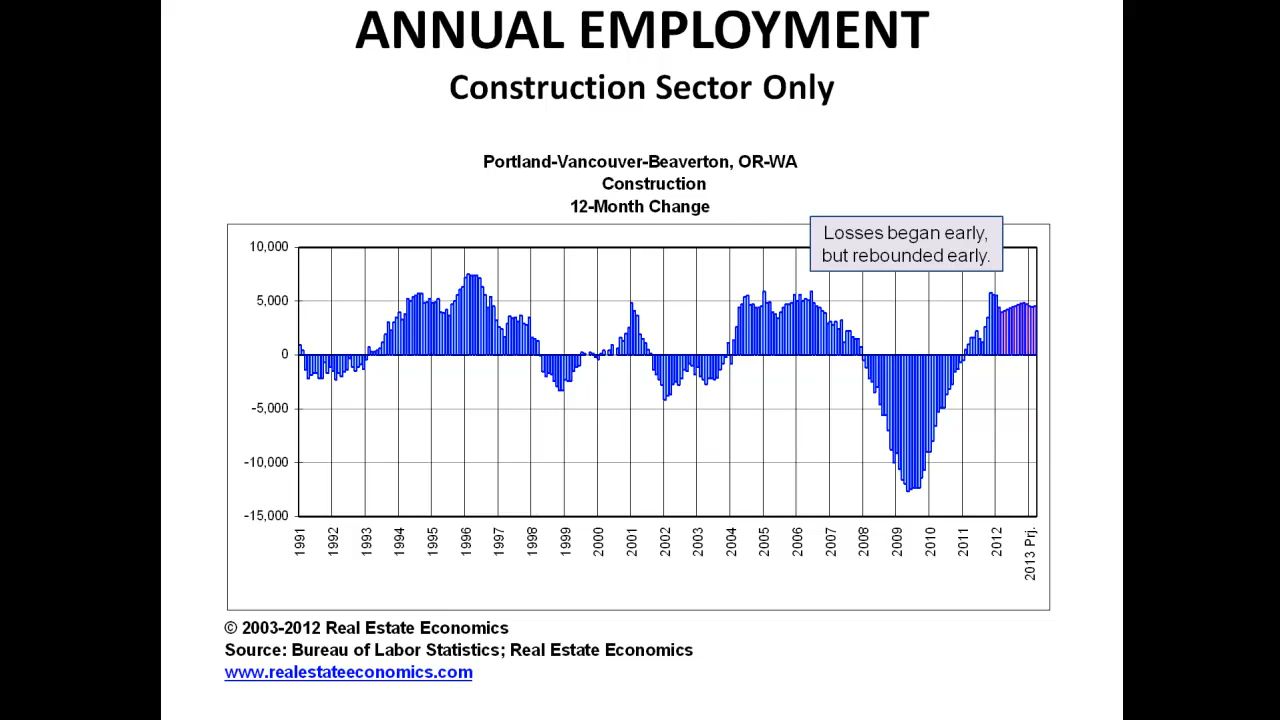 ANNUAL EMPLOYMENT
Construction Sector Only
Portland-Vancouver-Beaverton, OR-WA
Construction
12-Month Change
Losses began early,
but rebounded early.
10,000
5,000
0
-5,000
-10,000
-15,000
1991
1992
1993
1994
1995
1996
1997
1998
1999
2000
2001
2002
2003
2004
2005
2006
2007
2008
2009
2010
2011
2012
2013 Prj.
© 2003-2012 Real Estate Economics
Source: Bureau of Labor Statistics; Real Estate Economics
www.realestateeconomics.com